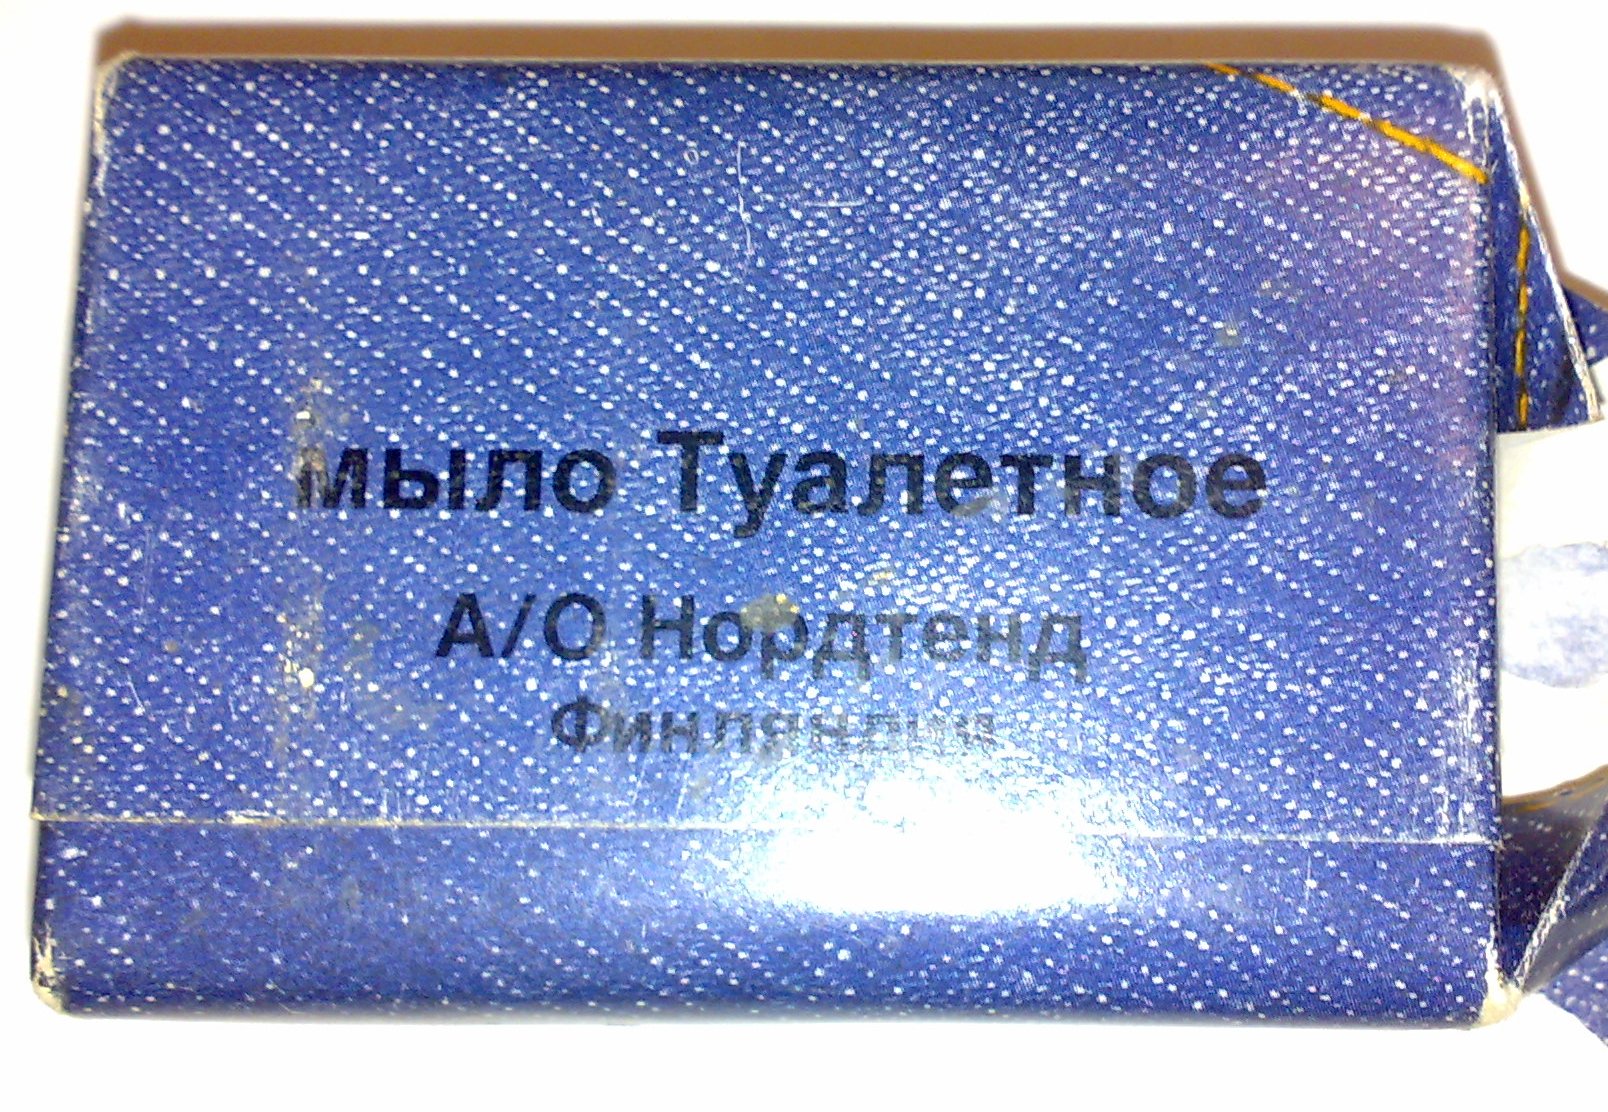 мыло Туалетное
А/О Нордтенд
Финляндия